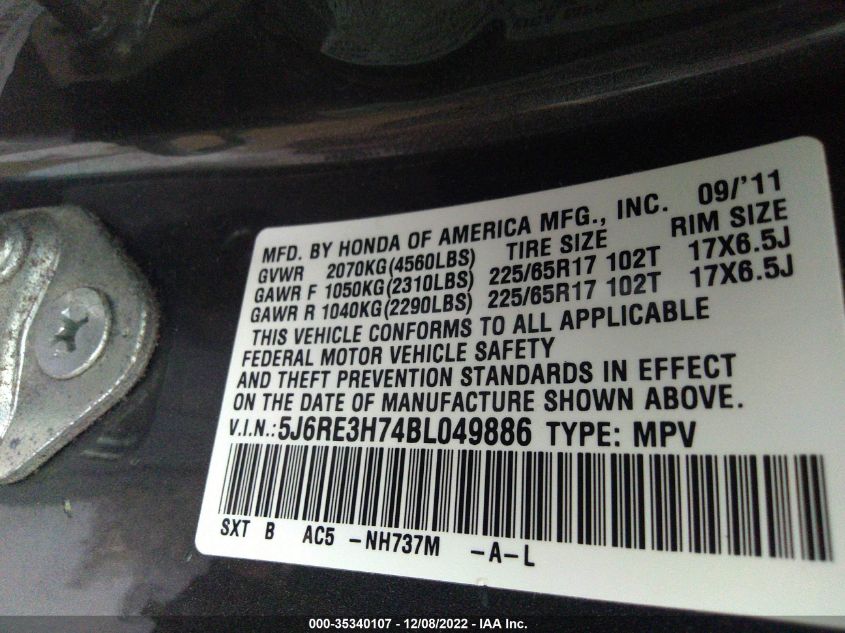 MFD. BY HONDA OF AMERICA MFG., INC. 09/'11
GVWR 2070KG(4560LBS) TIRE SIZE RIM SIZE
GAWR F 1050KG(2310LBS) 225/65R17 102T 17X6.5J
GAWR R 1040KG(2290LBS) 225/65R17 102T 17X6.5J
THIS VEHICLE CONFORMS TO ALL APPLICABLE
FEDERAL MOTOR VEHICLE SAFETY
AND THEFT PREVENTION STANDARDS IN EFFECT
ON THE DATE OF MANUFACTURE SHOWN ABOVE.
V.I.N.:5J6RE3H74BL049886 TYPE: MPV
SXT B AC5 -NH737M -A-L
000-35340107 - 12/08/2022 - IAA Inc.